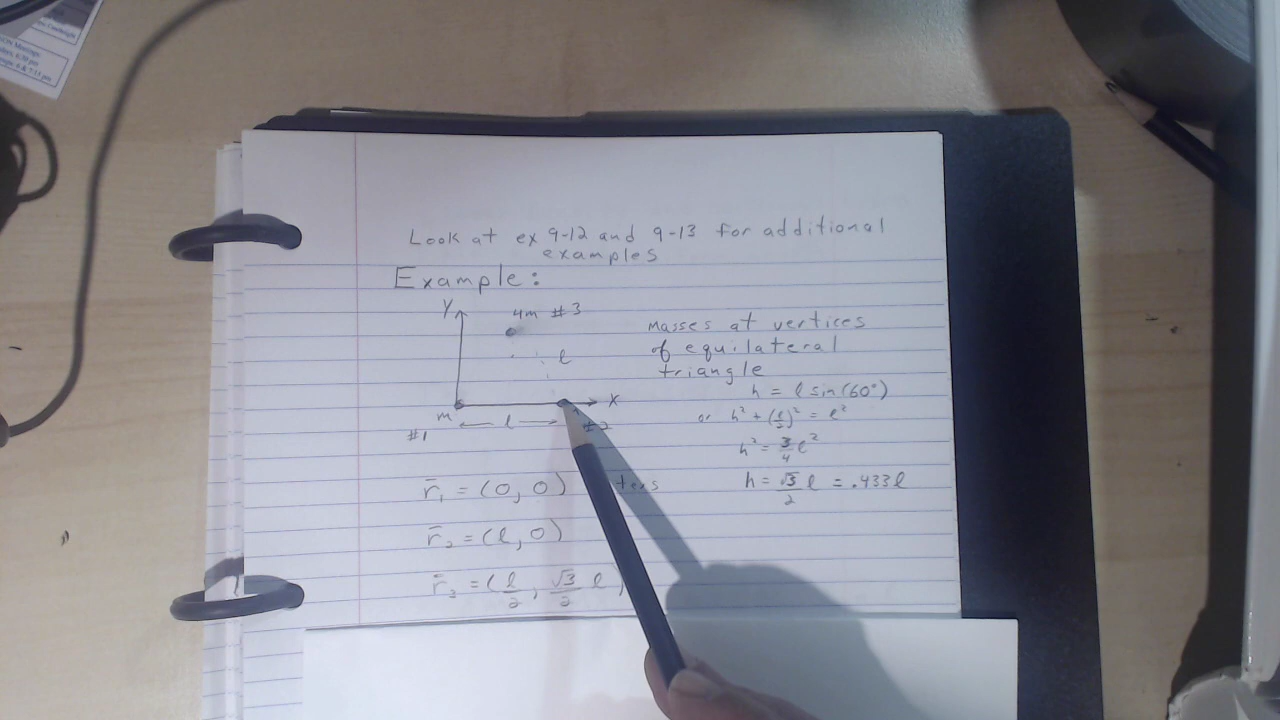 Look at ex 9-12 and 9-13 for additional
examples
Example:
Y
4m #3
ℓ
X
m
ℓ
#1
#2
Masses at vertices
of equilateral
triangle
h = ℓ sin(60°)
or h² + (ℓ/2)² = ℓ²
h² = 3/4 ℓ²
h = √3/2 ℓ = .433ℓ
r̄₁ = (0, 0)
r̄₂ = (ℓ, 0)
r̄₃ = (ℓ/2, √3/2 ℓ)